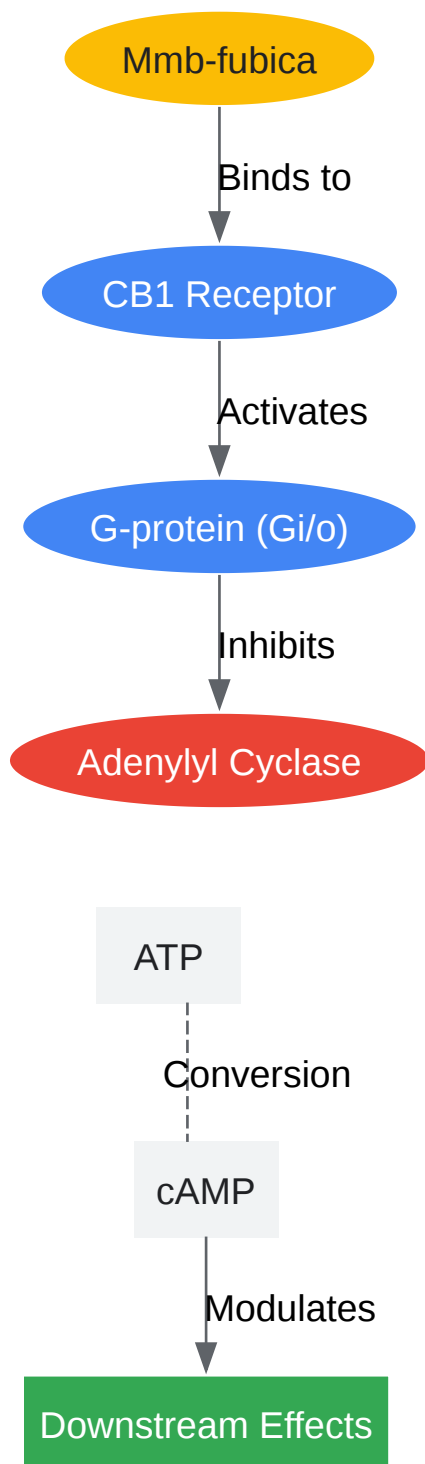 Mmb-fubica
Binds to
CB1 Receptor
Activates
G-protein (Gi/o)
Inhibits
Adenylyl Cyclase
ATP
Conversion
cAMP
Modulates
Downstream Effects